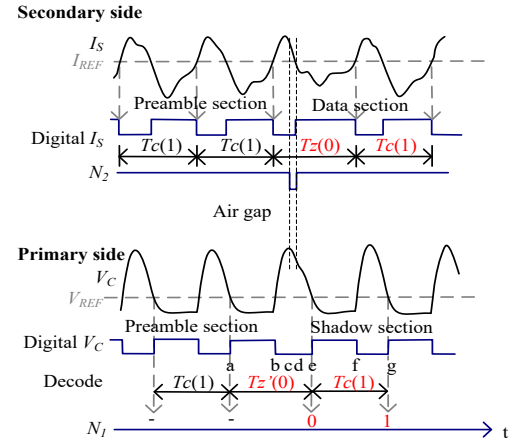 Secondary side
I_S
I_REF
Preamble section Data section
Digital I_S
Tc(1) Tc(1) Tz(0) Tc(1)
N_2
Air gap
Primary side
V_C
V_REF
Preamble section Shadow section
Digital V_C
a b c d e f g
Decode Tc(1) Tz'(0) Tc(1)
- - 0 1
N_1 t